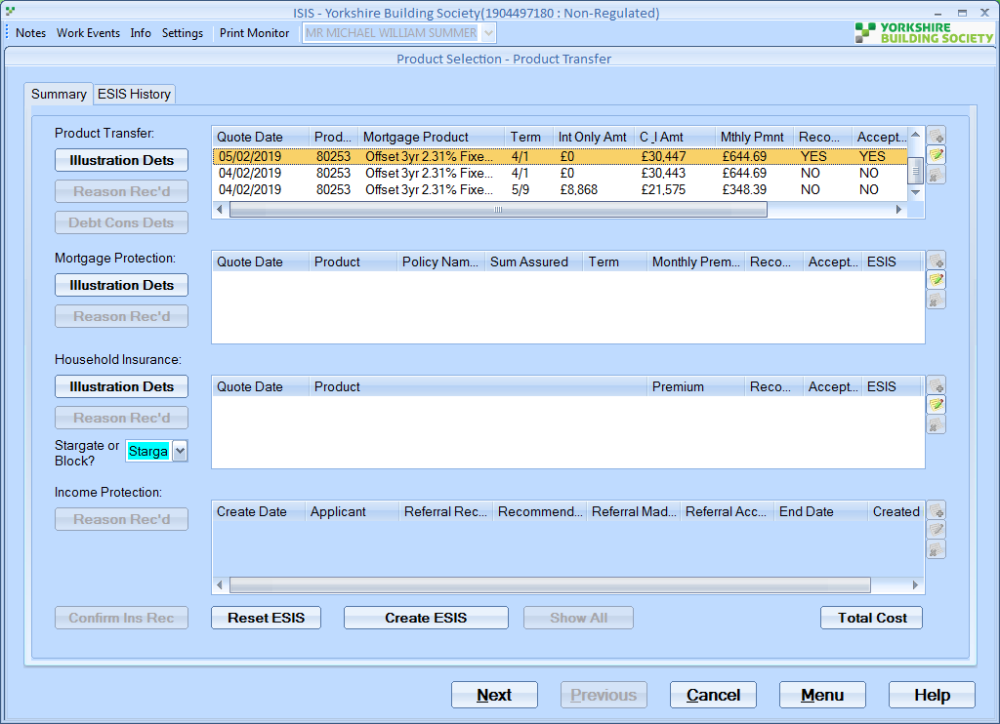 ISIS - Yorkshire Building Society(1904497180 : Non-Regulated)
Notes Work Events Info Settings Print Monitor MR MICHAEL WILLIAM SUMMER
YORKSHIRE
BUILDING SOCIETY
Product Selection - Product Transfer
Summary ESIS History
Product Transfer:
Illustration Dets
Reason Rec'd
Debt Cons Dets
Quote Date Prod... Mortgage Product Term Int Only Amt C_I Amt Mthly Pmnt Reco... Accept...
05/02/2019 80253 Offset 3yr 2.31% Fixe... 4/1 £0 £30,447 £644.69 YES YES
04/02/2019 80253 Offset 3yr 2.31% Fixe... 4/1 £0 £30,443 £644.69 NO NO
04/02/2019 80253 Offset 3yr 2.31% Fixe... 5/9 £8,868 £21,575 £348.39 NO NO
Mortgage Protection:
Illustration Dets
Reason Rec'd
Quote Date Product Policy Nam... Sum Assured Term Monthly Prem... Reco... Accept... ESIS
Household Insurance:
Illustration Dets
Reason Rec'd
Stargate or
Block?
Starga
Quote Date Product Premium Reco... Accept... ESIS
Income Protection:
Reason Rec'd
Create Date Applicant Referral Rec... Recommend... Referral Mad... Referral Acc... End Date Created
Confirm Ins Rec Reset ESIS Create ESIS Show All Total Cost
Next Previous Cancel Menu Help